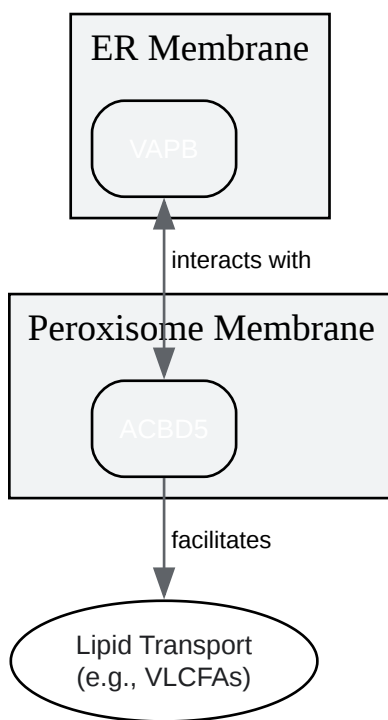 ER Membrane
VAPB
interacts with
Peroxisome Membrane
ACBD5
facilitates
Lipid Transport
(e.g., VLCFAs)